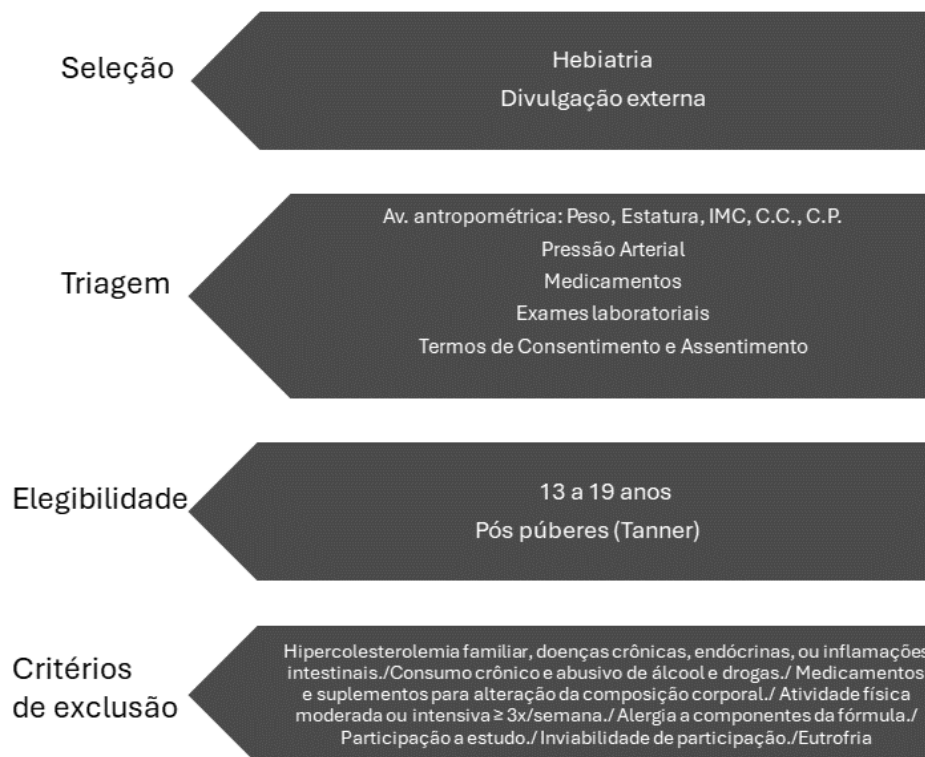 Seleção
Hebiatria
Divulgação externa
Triagem
Av. antropométrica: Peso, Estatura, IMC, C.C., C.P.
Pressão Arterial
Medicamentos
Exames laboratoriais
Termos de Consentimento e Assentimento
Elegibilidade
13 a 19 anos
Pós púberes (Tanner)
Critérios
de exclusão
Hipercolesterolemia familiar, doenças crônicas, endócrinas, ou inflamações
intestinais./Consumo crônico e abusivo de álcool e drogas./ Medicamentos
e suplementos para alteração da composição corporal./ Atividade física
moderada ou intensiva ≥ 3x/semana./ Alergia a componentes da fórmula./
Participação a estudo./ Inviabilidade de participação./Eutrofria